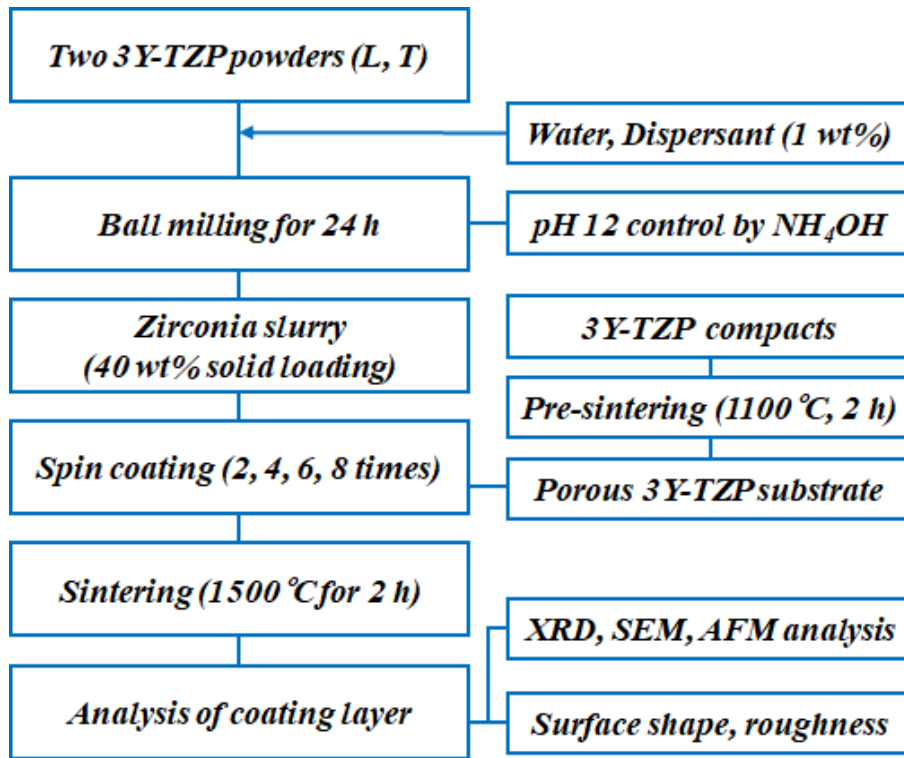 Two 3Y-TZP powders (L, T)
Water, Dispersant (1 wt%)
Ball milling for 24 h
pH 12 control by NH₄OH
Zirconia slurry
(40 wt% solid loading)
3Y-TZP compacts
Pre-sintering (1100℃, 2 h)
Spin coating (2, 4, 6, 8 times)
Porous 3Y-TZP substrate
Sintering (1500℃ for 2 h)
XRD, SEM, AFM analysis
Analysis of coating layer
Surface shape, roughness